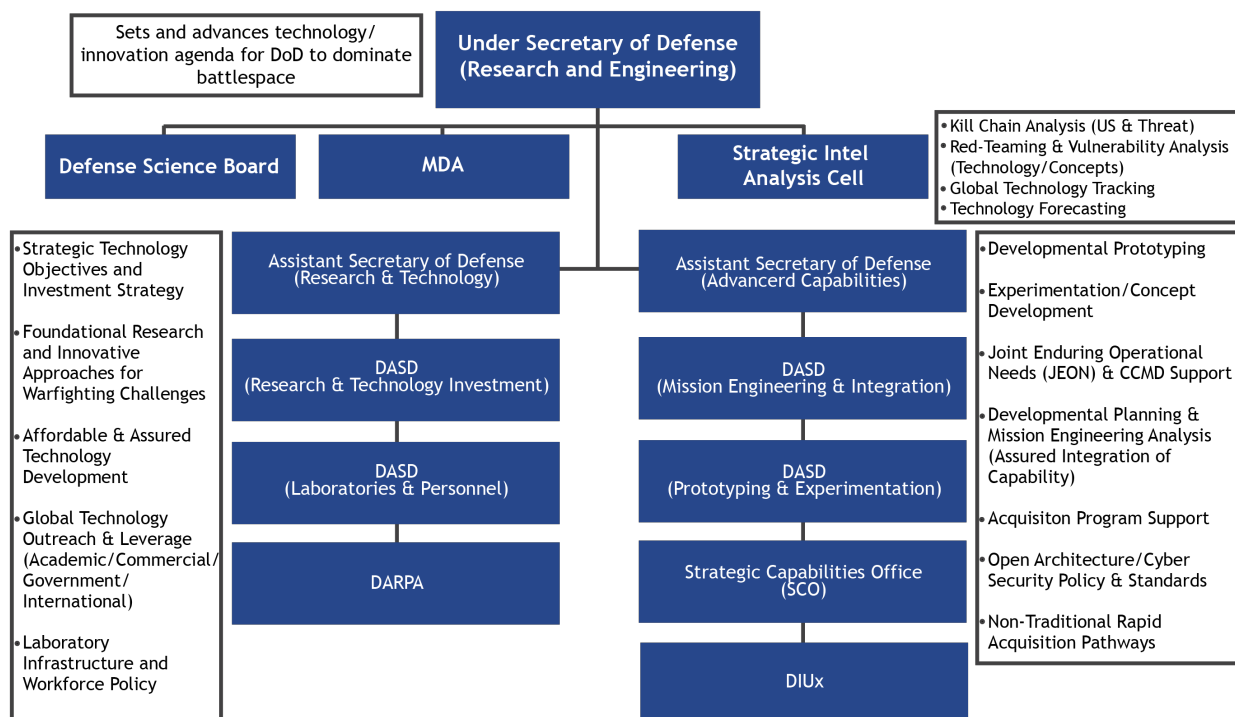 Sets and advances technology/
innovation agenda for DoD to dominate
battlespace
Under Secretary of Defense
(Research and Engineering)
Defense Science Board
MDA
Strategic Intel
Analysis Cell
•Kill Chain Analysis (US & Threat)
•Red-Teaming & Vulnerability Analysis
(Technology/Concepts)
•Global Technology Tracking
•Technology Forecasting
•Strategic Technology
Objectives and
Investment Strategy
•Foundational Research
and Innovative
Approaches for
Warfighting Challenges
•Affordable & Assured
Technology
Development
•Global Technology
Outreach & Leverage
(Academic/Commercial/
Government/
International)
•Laboratory
Infrastructure and
Workforce Policy
Assistant Secretary of Defense
(Research & Technology)
DASD
(Research & Technology Investment)
DASD
(Laboratories & Personnel)
DARPA
Assistant Secretary of Defense
(Advancerd Capabilities)
DASD
(Mission Engineering & Integration)
DASD
(Prototyping & Experimentation)
Strategic Capabilities Office
(SCO)
DIUx
•Developmental Prototyping
•Experimentation/Concept
Development
•Joint Enduring Operational
Needs (JEON) & CCMD Support
•Developmental Planning &
Mission Engineering Analysis
(Assured Integration of
Capability)
•Acquisiton Program Support
•Open Architecture/Cyber
Security Policy & Standards
•Non-Traditional Rapid
Acquisition Pathways